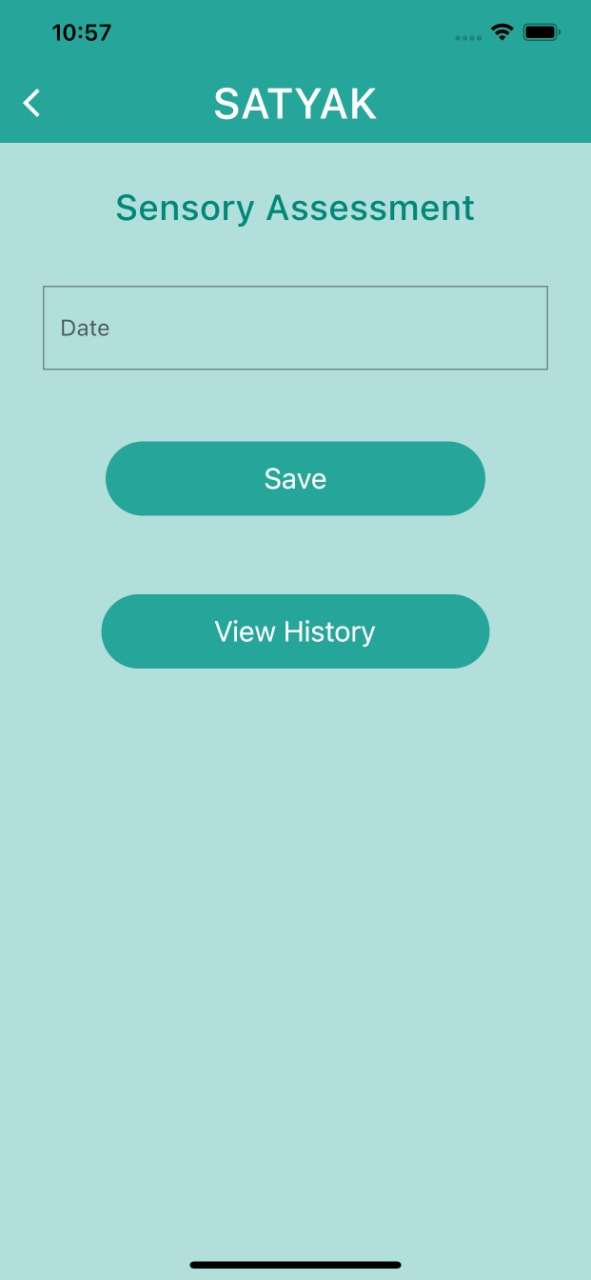 10:57
SATYAK
Sensory Assessment
Date
Save
View History